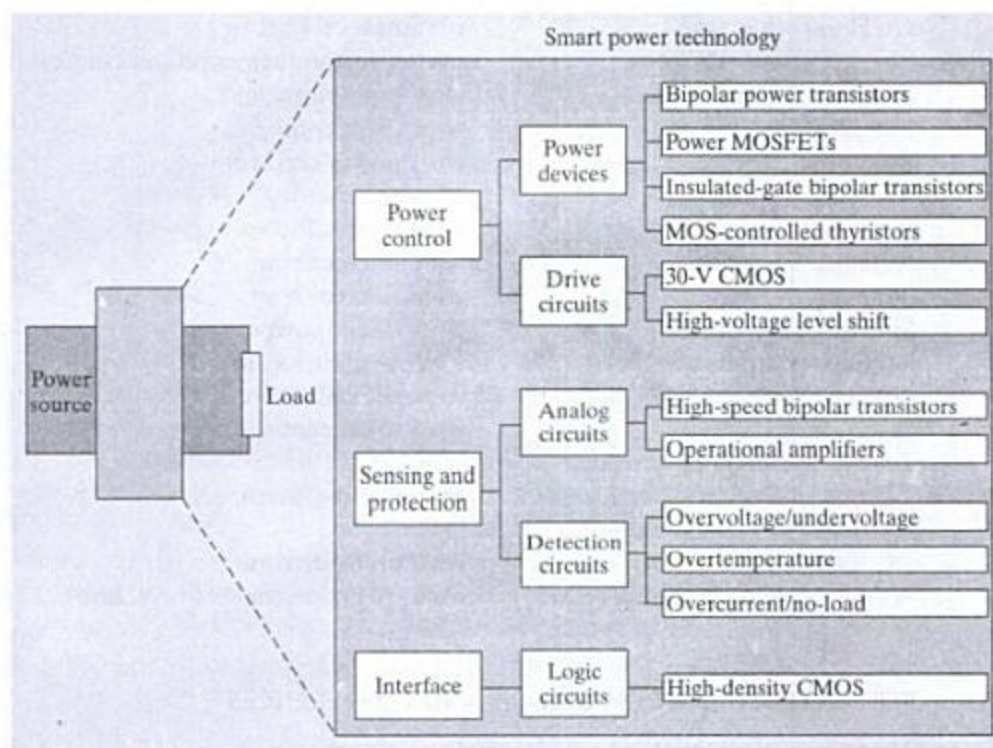 Smart power technology
Bipolar power transistors
Power
devices
Power MOSFETs
Insulated-gate bipolar transistors
Power
control
MOS-controlled thyristors
Drive
circuits
30-V CMOS
High-voltage level shift
Power
source
Load
Analog
circuits
High-speed bipolar transistors
Operational amplifiers
Sensing and
protection
Detection
circuits
Overvoltage/undervoltage
Overtemperature
Overcurrent/no-load
Interface
Logic
circuits
High-density CMOS